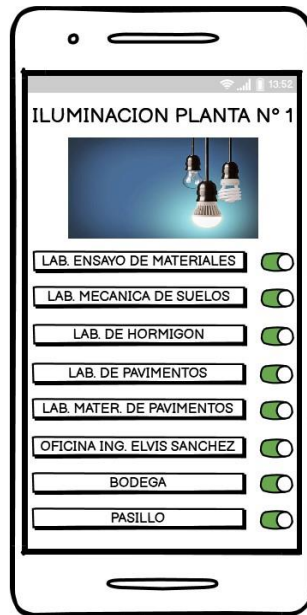 13.52
ILUMINACION PLANTA N° 1
LAB. ENSAYO DE MATERIALES
LAB. MECANICA DE SUELOS
LAB. DE HORMIGON
LAB. DE PAVIMENTOS
LAB. MATER. DE PAVIMENTOS
OFICINA ING. ELVIS SANCHEZ
BODEGA
PASILLO